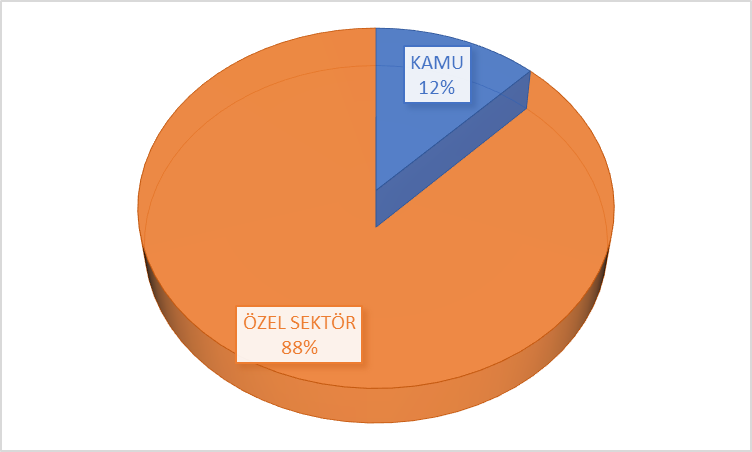 KAMU
12%
ÖZEL SEKTÖR
88%